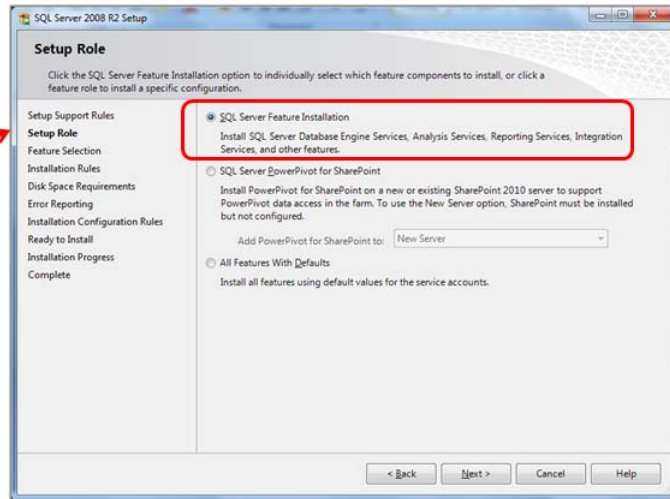 SQL Server 2008 R2 Setup
Setup Role
Click the SQL Server Feature Installation option to individually select which feature components to install, or click a
feature role to install a specific configuration.
Setup Support Rules
Setup Role
Feature Selection
Installation Rules
Disk Space Requirements
Error Reporting
Installation Configuration Rules
Ready to Install
Installation Progress
Complete
SQL Server Feature Installation
Install SQL Server Database Engine Services, Analysis Services, Reporting Services, Integration
Services, and other features.
SQL Server PowerPivot for SharePoint
Install PowerPivot for SharePoint on a new or existing SharePoint 2010 server to support
PowerPivot data access in the farm. To use the New Server option, SharePoint must be installed
but not configured.
Add PowerPivot for SharePoint to: New Server
All Features With Defaults
Install all features using default values for the service accounts.
< Back Next > Cancel Help